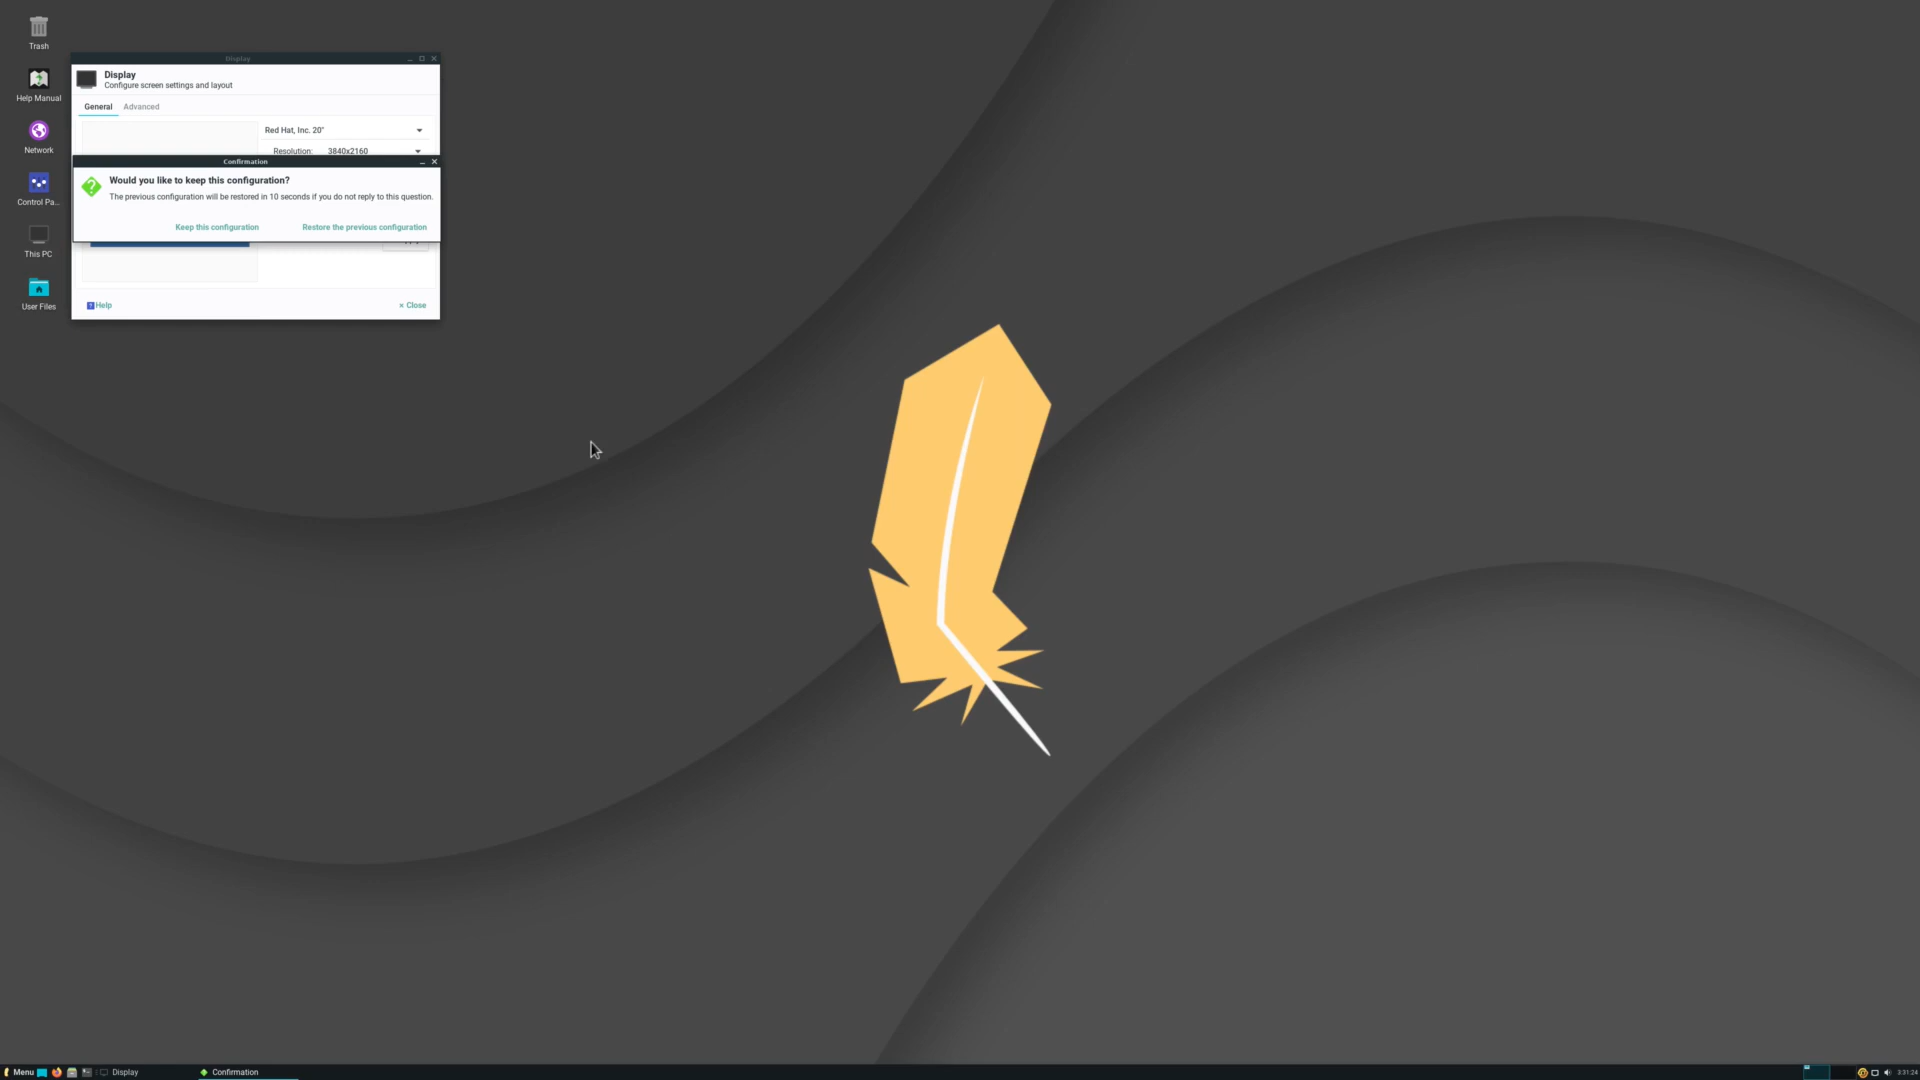 Trash
Help Manual
Network
Control Pa...
This PC
User Files
Display
Display
Configure screen settings and layout
General Advanced
Red Hat, Inc. 20"
Resolution: 3840x2160
Confirmation
Would you like to keep this configuration?
The previous configuration will be restored in 10 seconds if you do not reply to this question.
Keep this configuration Restore the previous configuration
Help Close
Menu Display Confirmation 3:31:24